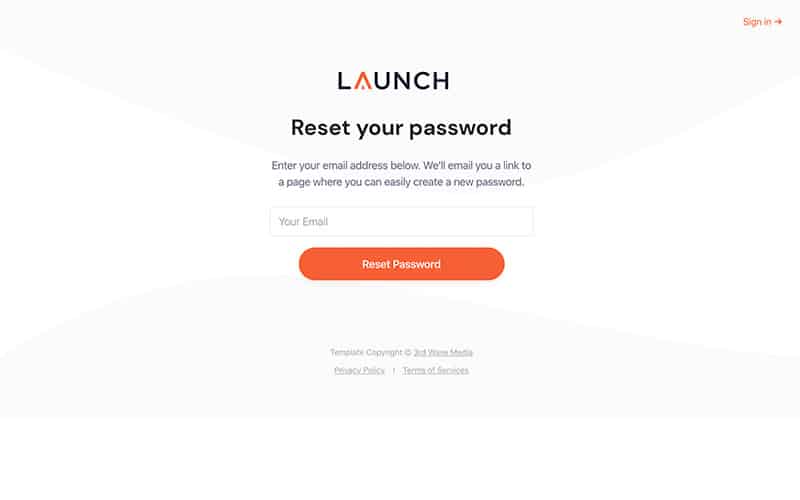 Sign in →
LAUNCH
Reset your password
Enter your email address below. We'll email you a link to
a page where you can easily create a new password.
Your Email
Reset Password
Template Copyright © 3rd Wave Media
Privacy Policy | Terms of Services